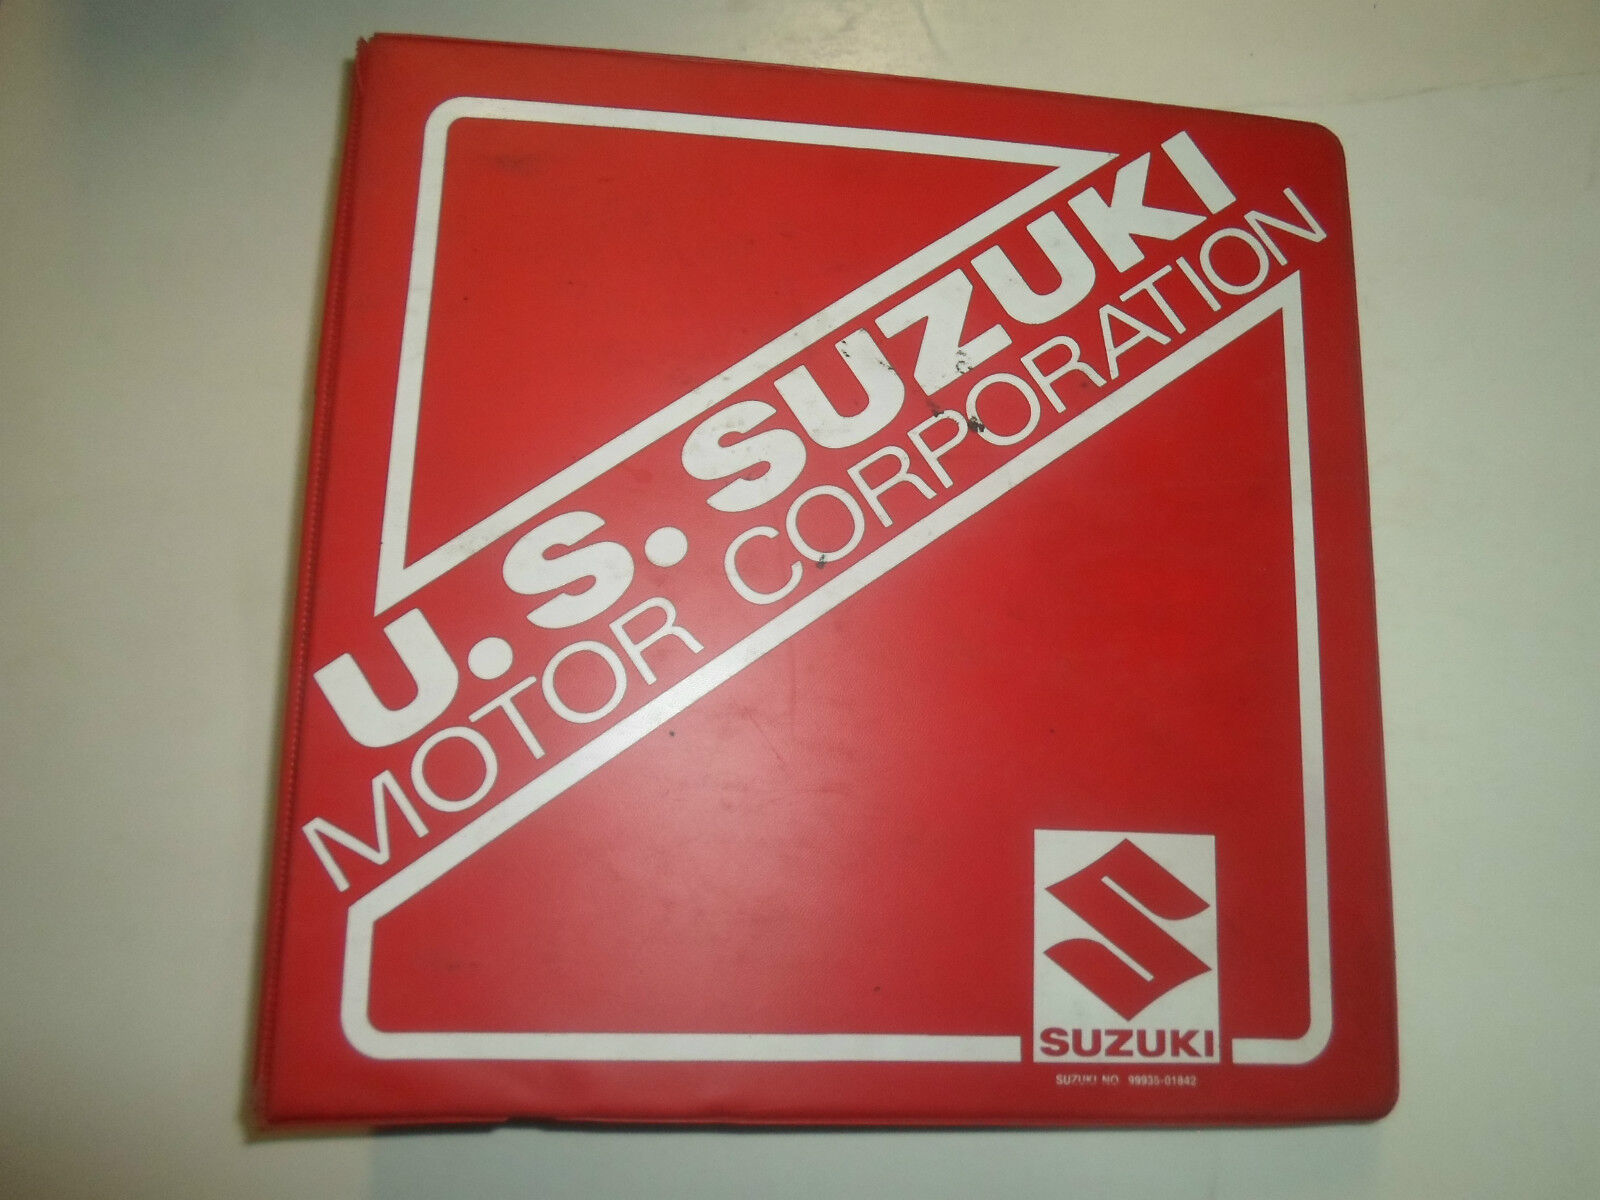 U.S. SUZUKI
MOTOR CORPORATION
SUZUKI
SUZUKI NO. 99935-01842